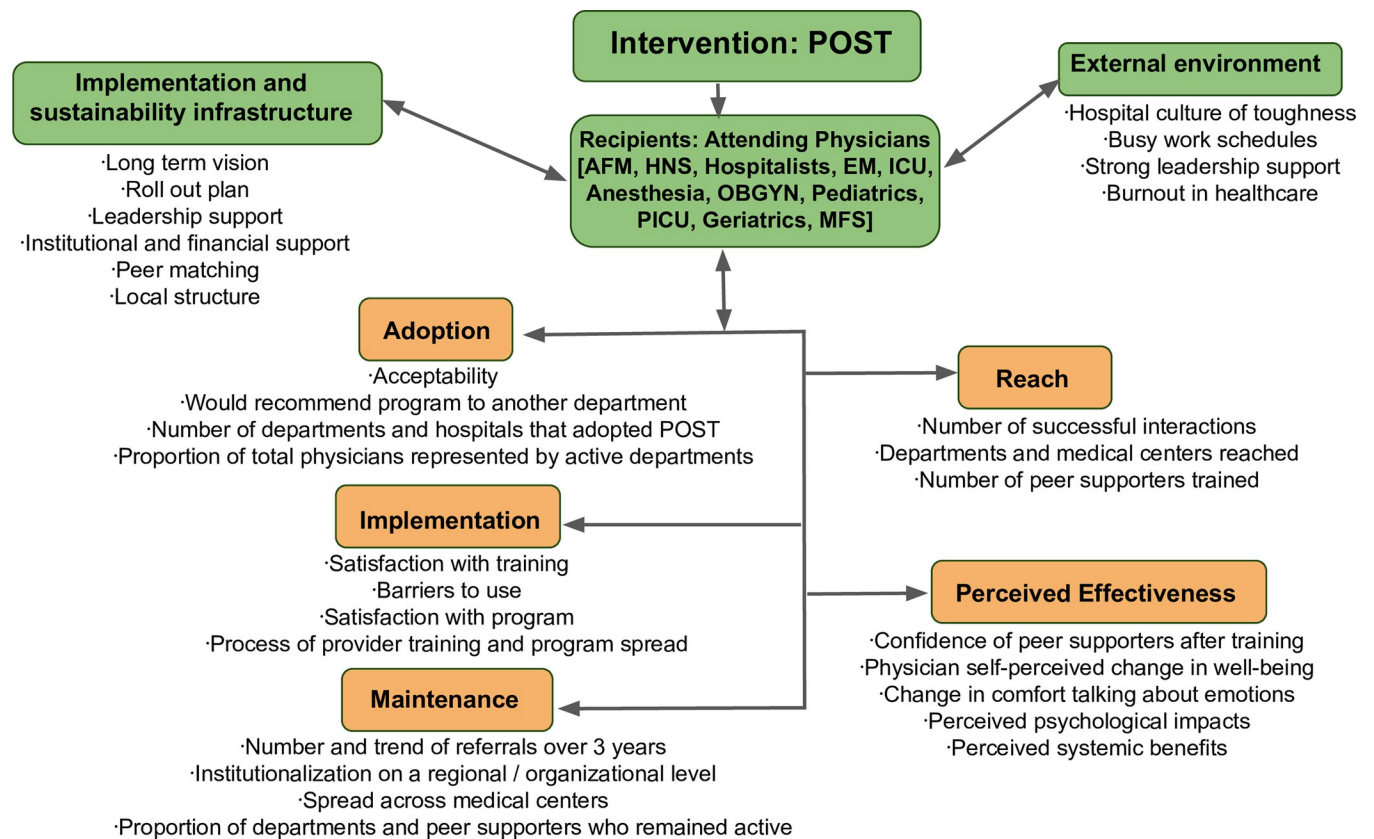 Intervention: POST
Implementation and
sustainability infrastructure
·Long term vision
·Roll out plan
·Leadership support
·Institutional and financial support
·Peer matching
·Local structure
Recipients: Attending Physicians
[AFM, HNS, Hospitalists, EM, ICU,
Anesthesia, OBGYN, Pediatrics,
PICU, Geriatrics, MFS]
External environment
·Hospital culture of toughness
·Busy work schedules
·Strong leadership support
·Burnout in healthcare
Adoption
·Acceptability
·Would recommend program to another department
·Number of departments and hospitals that adopted POST
·Proportion of total physicians represented by active departments
Reach
·Number of successful interactions
·Departments and medical centers reached
·Number of peer supporters trained
Implementation
·Satisfaction with training
·Barriers to use
·Satisfaction with program
·Process of provider training and program spread
Perceived Effectiveness
·Confidence of peer supporters after training
·Physician self-perceived change in well-being
·Change in comfort talking about emotions
·Perceived psychological impacts
·Perceived systemic benefits
Maintenance
·Number and trend of referrals over 3 years
·Institutionalization on a regional / organizational level
·Spread across medical centers
·Proportion of departments and peer supporters who remained active